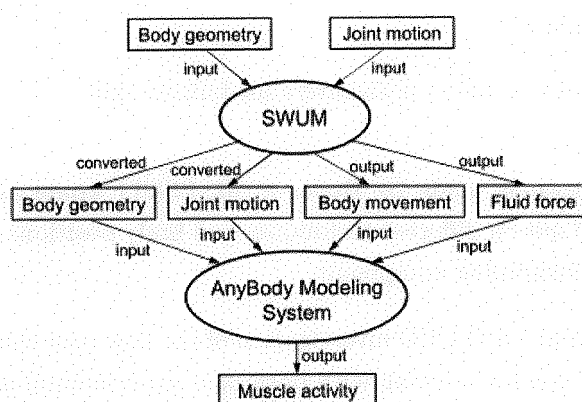 Body geometry
Joint motion
input
input
SWUM
converted
converted
output
output
Body geometry
Joint motion
Body movement
Fluid force
input
input
input
input
AnyBody Modeling
System
output
Muscle activity